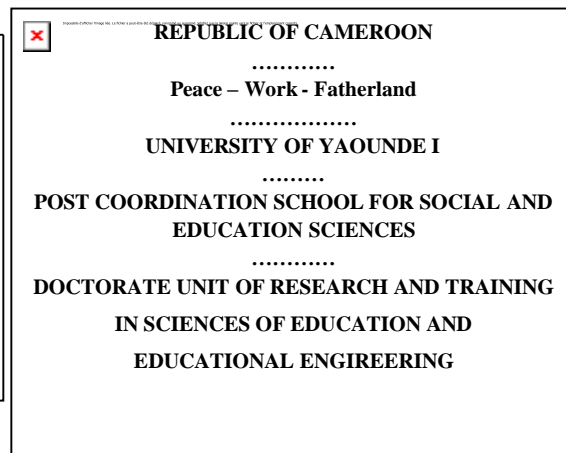 REPUBLIC OF CAMEROON
…………
Peace – Work - Fatherland
………………
UNIVERSITY OF YAOUNDE I
………
POST COORDINATION SCHOOL FOR SOCIAL AND
EDUCATION SCIENCES
…………
DOCTORATE UNIT OF RESEARCH AND TRAINING
IN SCIENCES OF EDUCATION AND
EDUCATIONAL ENGIREERING